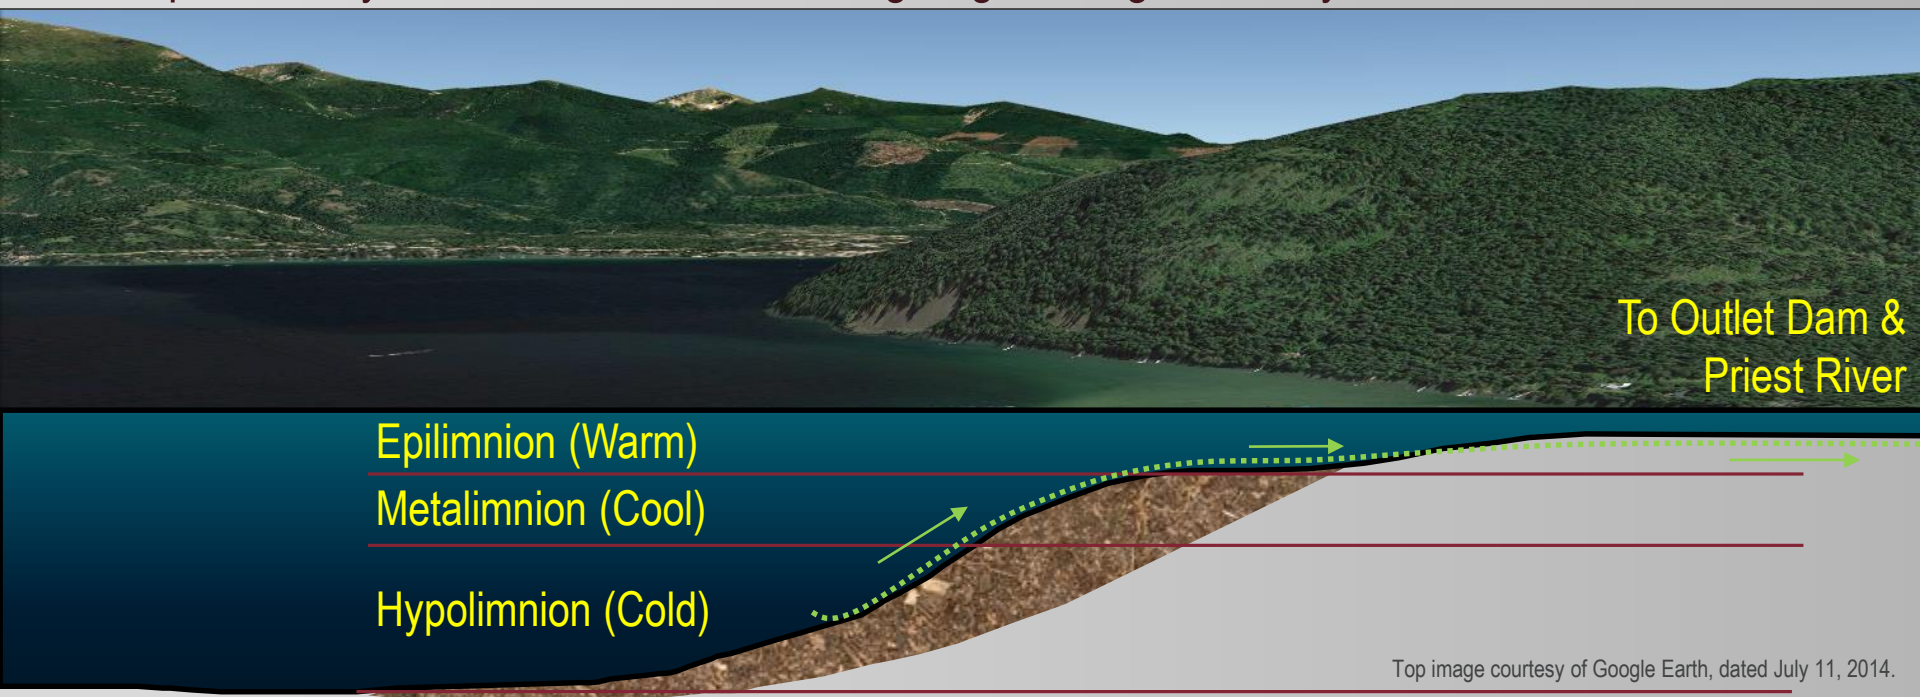 To Outlet Dam &
Priest River
Epilimnion (Warm)
Metalimnion (Cool)
Hypolimnion (Cold)
Top image courtesy of Google Earth, dated July 11, 2014.